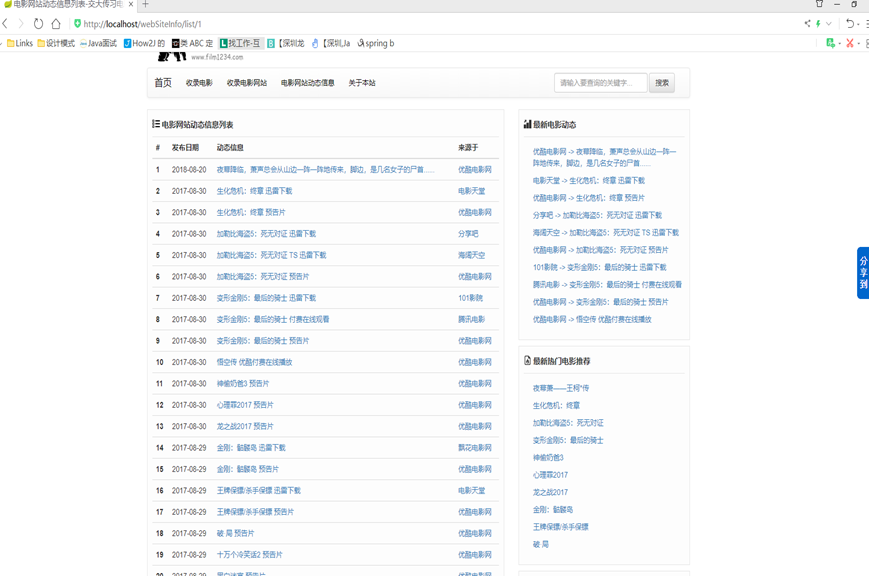 电影网站动态信息列表-交大传习电
http://localhost/webSiteInfo/list/1
Links 设计模式 Java面试 How2J 的 类 ABC 定 找工作-互 【深圳龙 【深圳,Ja spring b
www.film1234.com
首页 收录电影 收录电影网站 电影网站动态信息 关于本站 请输入要查询的关键字... 搜索
电影网站动态信息列表
# 发布日期 动态信息 来源于
1 2018-08-20 夜幕降临,萧声总会从山边一阵一阵地传来,脚边,是几名女子的尸首...... 优酷电影网
2 2017-08-30 生化危机:终章 迅雷下载 电影天堂
3 2017-08-30 生化危机:终章 预告片 优酷电影网
4 2017-08-30 加勒比海盗5:死无对证 迅雷下载 分享吧
5 2017-08-30 加勒比海盗5:死无对证 TS 迅雷下载 海阔天空
6 2017-08-30 加勒比海盗5:死无对证 预告片 优酷电影网
7 2017-08-30 变形金刚5:最后的骑士 迅雷下载 101影院
8 2017-08-30 变形金刚5:最后的骑士 付赛在线观看 腾讯电影
9 2017-08-30 变形金刚5:最后的骑士 预告片 优酷电影网
10 2017-08-30 悟空传 优酷付赛在线播放 优酷电影网
11 2017-08-30 神偷奶爸3 预告片 优酷电影网
12 2017-08-30 心理罪2017 预告片 优酷电影网
13 2017-08-30 龙之战2017 预告片 优酷电影网
14 2017-08-29 金刚:骷髅岛 迅雷下载 飘花电影网
15 2017-08-29 金刚:骷髅岛 预告片 优酷电影网
16 2017-08-29 王牌保镖/杀手保镖 迅雷下载 电影天堂
17 2017-08-29 王牌保镖/杀手保镖 预告片 优酷电影网
18 2017-08-29 破·局 预告片 优酷电影网
19 2017-08-29 十万个冷笑话2 预告片 优酷电影网
最新电影动态
优酷电影网 -> 夜幕降临,萧声总会从山边一阵一
阵地传来,脚边,是几名女子的尸首......
电影天堂 -> 生化危机:终章 迅雷下载
优酷电影网 -> 生化危机:终章 预告片
分享吧 -> 加勒比海盗5:死无对证 迅雷下载
海阔天空 -> 加勒比海盗5:死无对证 TS 迅雷下载
优酷电影网 -> 加勒比海盗5:死无对证 预告片
101影院 -> 变形金刚5:最后的骑士 迅雷下载
腾讯电影 -> 变形金刚5:最后的骑士 付赛在线观看
优酷电影网 -> 变形金刚5:最后的骑士 预告片
优酷电影网 -> 悟空传 优酷付赛在线播放
最新热门电影推荐
生化危机:终章
加勒比海盗5:死无对证
变形金刚5:最后的骑士
神偷奶爸3
心理罪2017
龙之战2017
金刚:骷髅岛
王牌保镖/杀手保镖
破·局
分享到